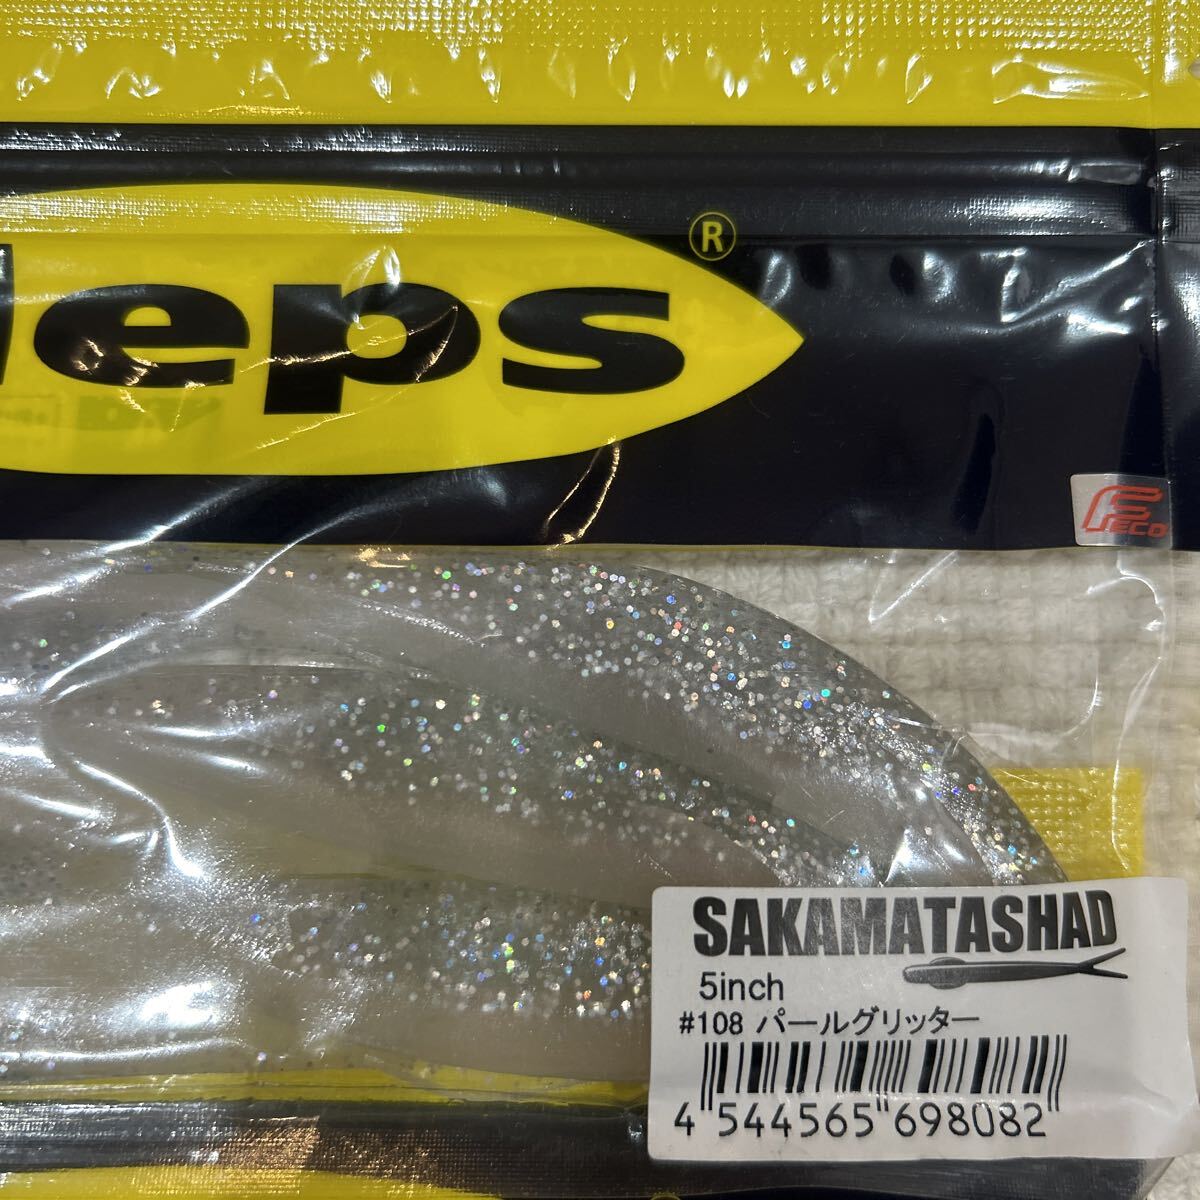 deps
®
FECO
SAKAMATASHAD
5inch
#108 パールグリッター
4 544565 698082